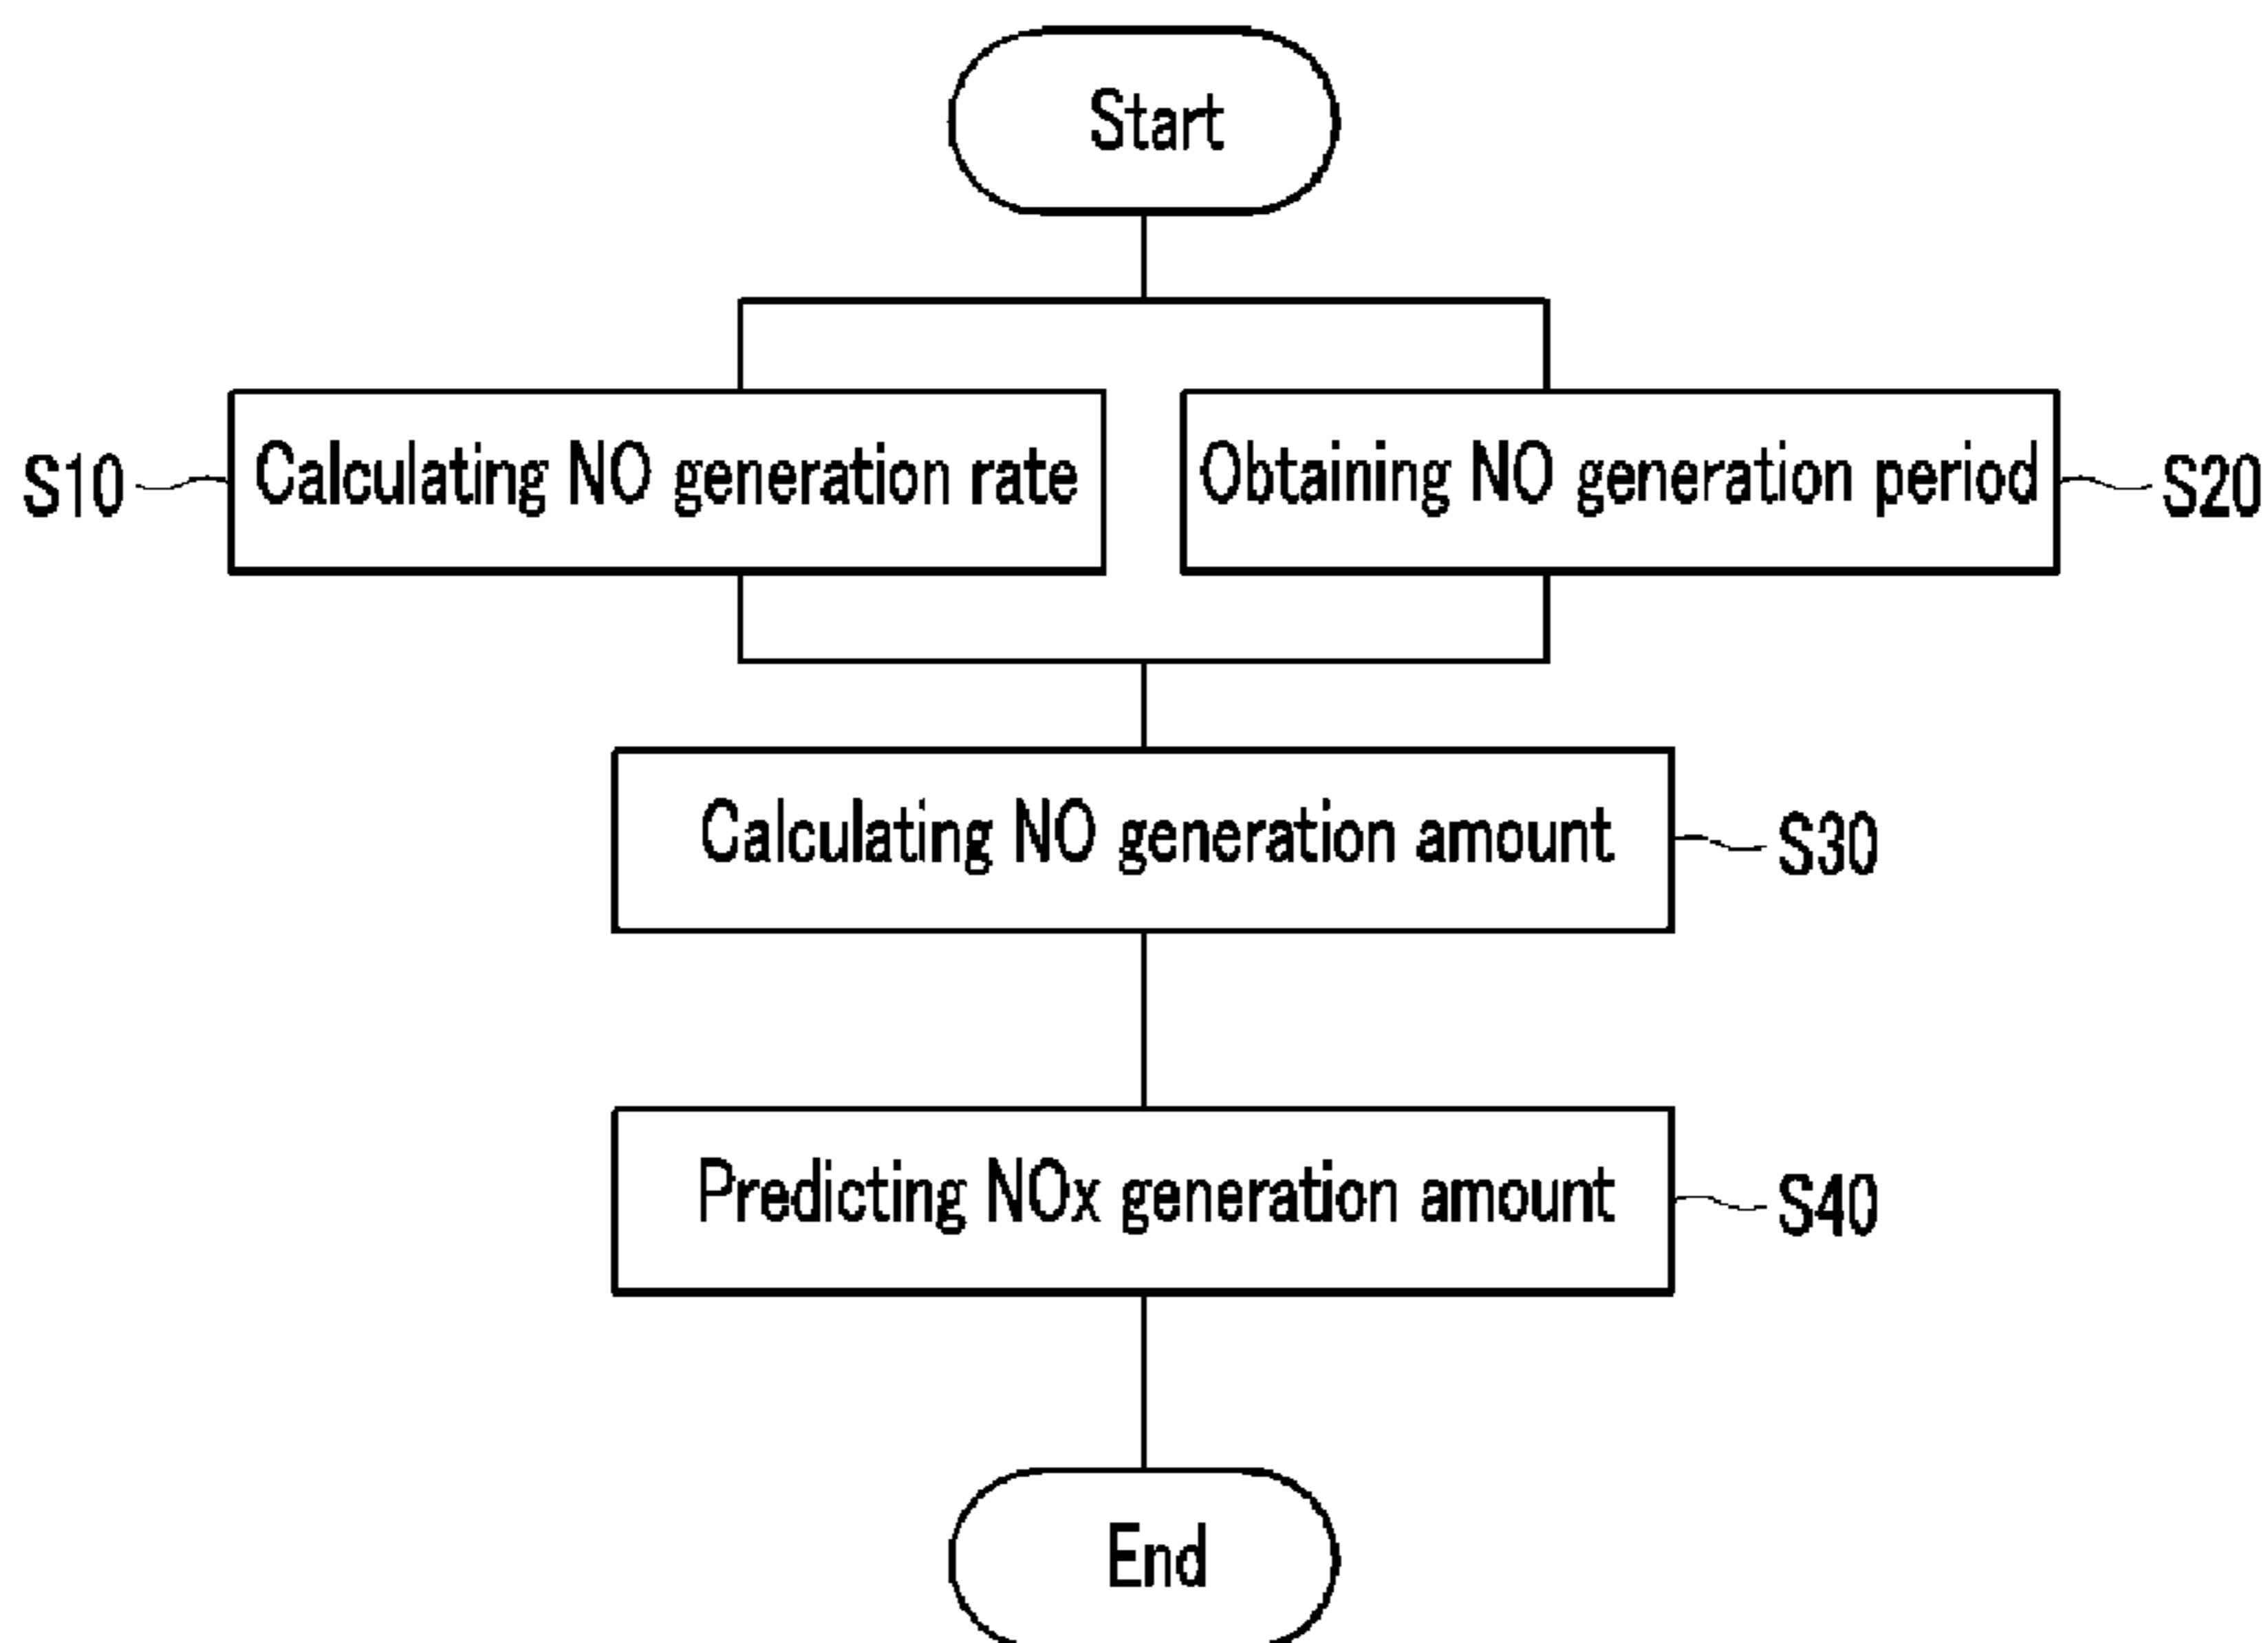 Start
S10
Calculating NO generation rate
Obtaining NO generation period
S20
Calculating NO generation amount
S30
Predicting NOx generation amount
S40
End